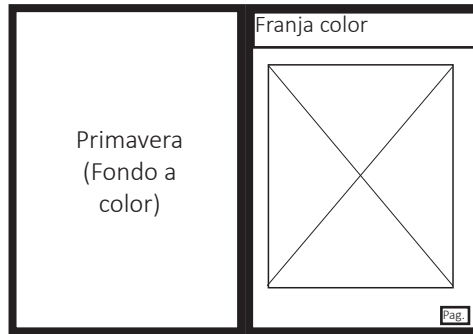 Primavera
(Fondo a
color)
Franja color
Pag.